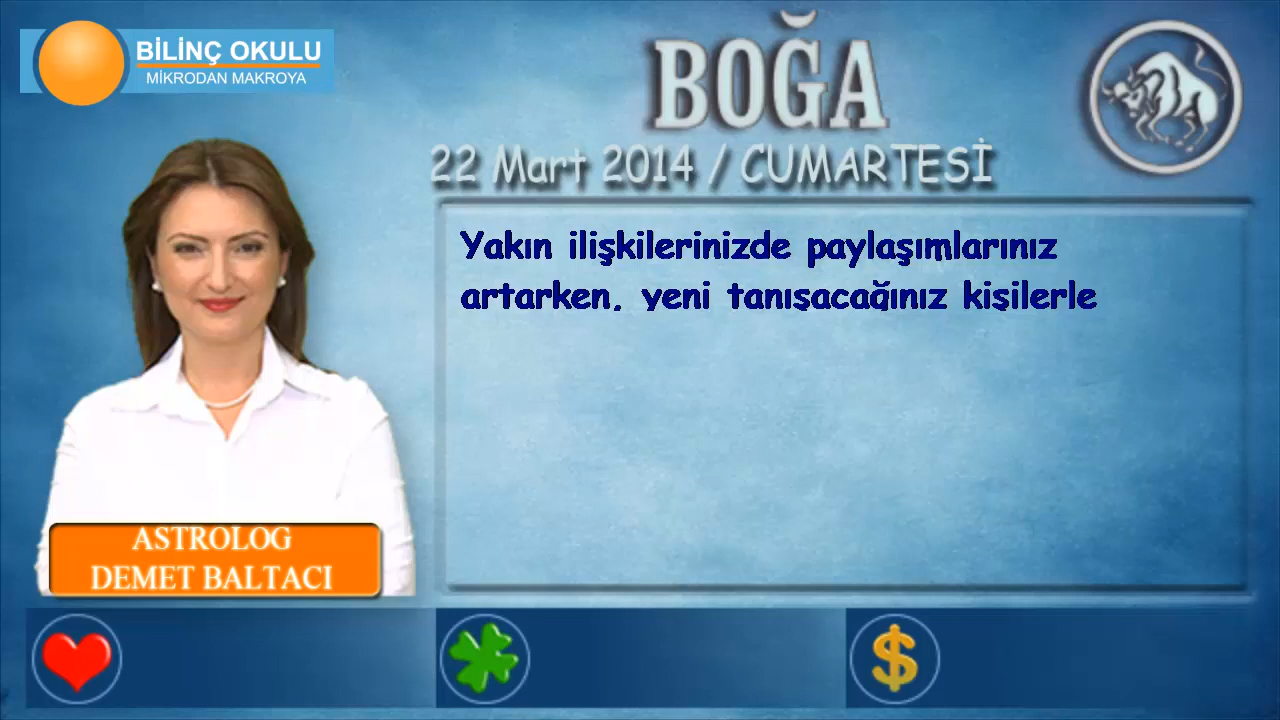 BİLİNÇ OKULU
MİKRODAN MAKROYA
BOĞA
22 Mart 2014 / CUMARTESİ
Yakın ilişkilerinizde paylaşımlarınız
artarken, yeni tanışacağınız kişilerle
ASTROLOG
DEMET BALTACI